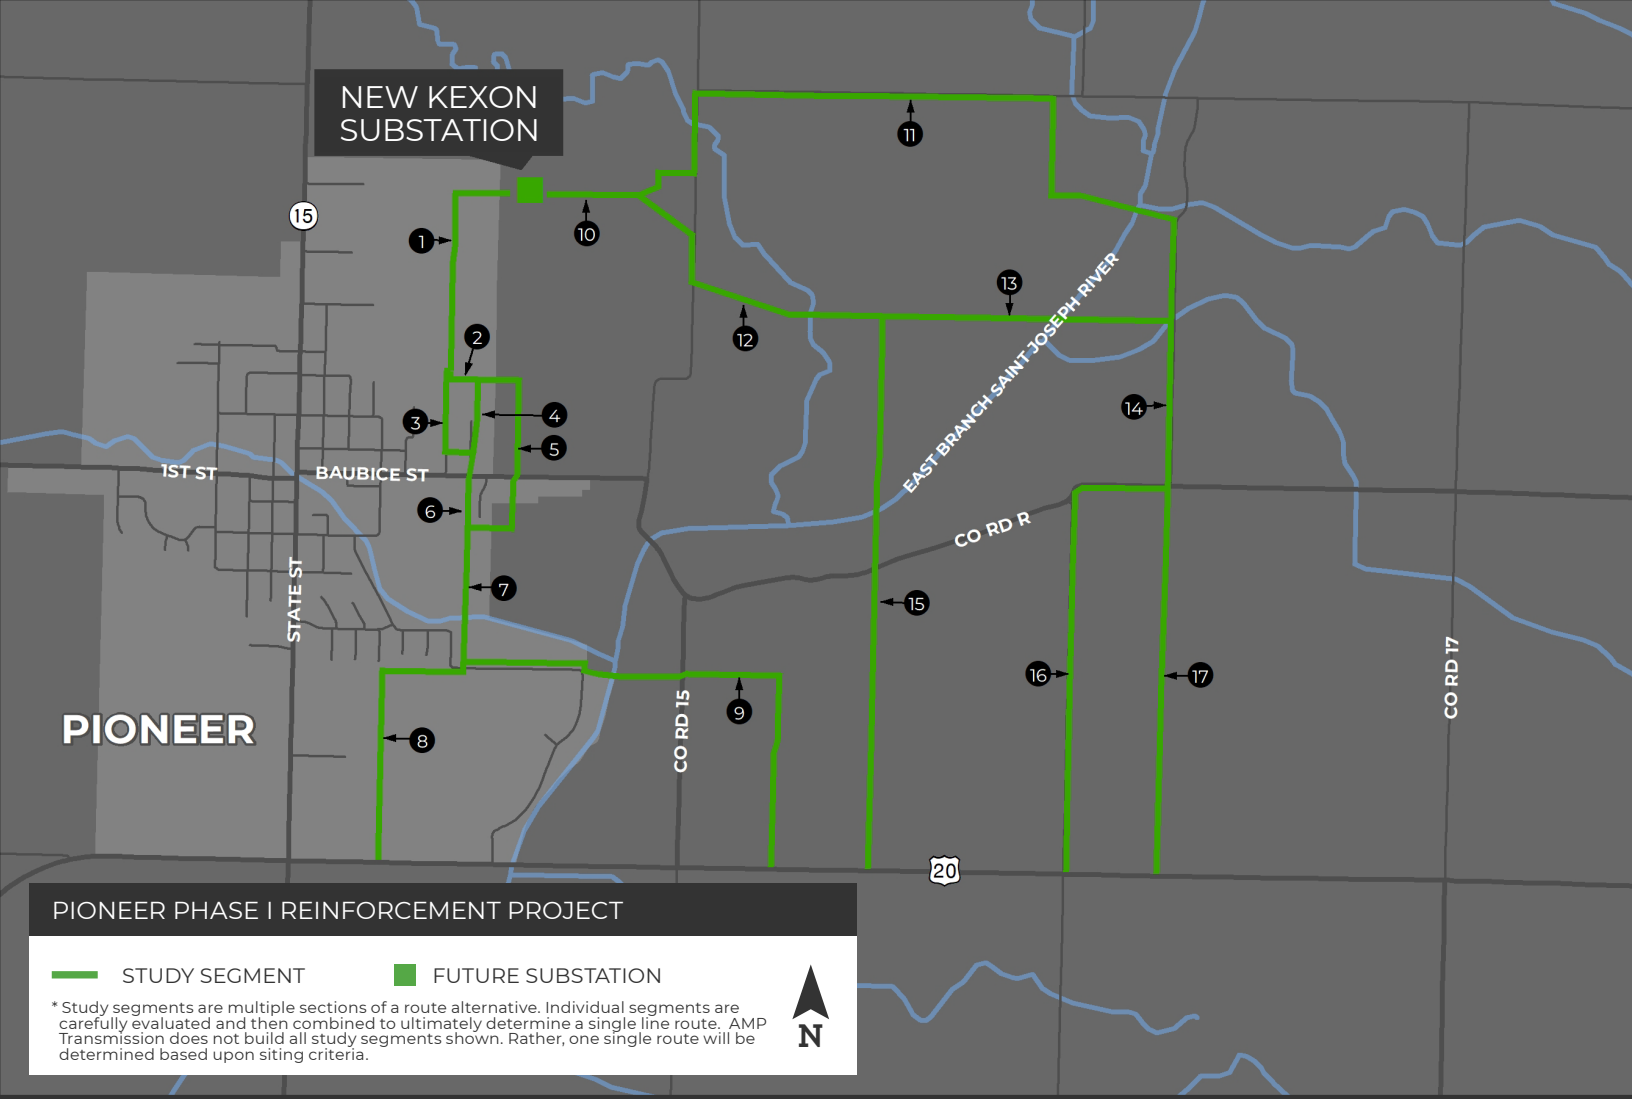 NEW KEXON
SUBSTATION
11
15
10
1
13
2
12
EAST BRANCH SAINT JOSEPH RIVER
14
3
4
5
1ST ST
BAUBICE ST
6
CO RD R
7
15
STATE ST
16
17
CO RD 17
9
CO RD 15
PIONEER
8
20
PIONEER PHASE I REINFORCEMENT PROJECT
STUDY SEGMENT
FUTURE SUBSTATION
* Study segments are multiple sections of a route alternative. Individual segments are
carefully evaluated and then combined to ultimately determine a single line route. AMP
Transmission does not build all study segments shown. Rather, one single route will be
determined based upon siting criteria.
N